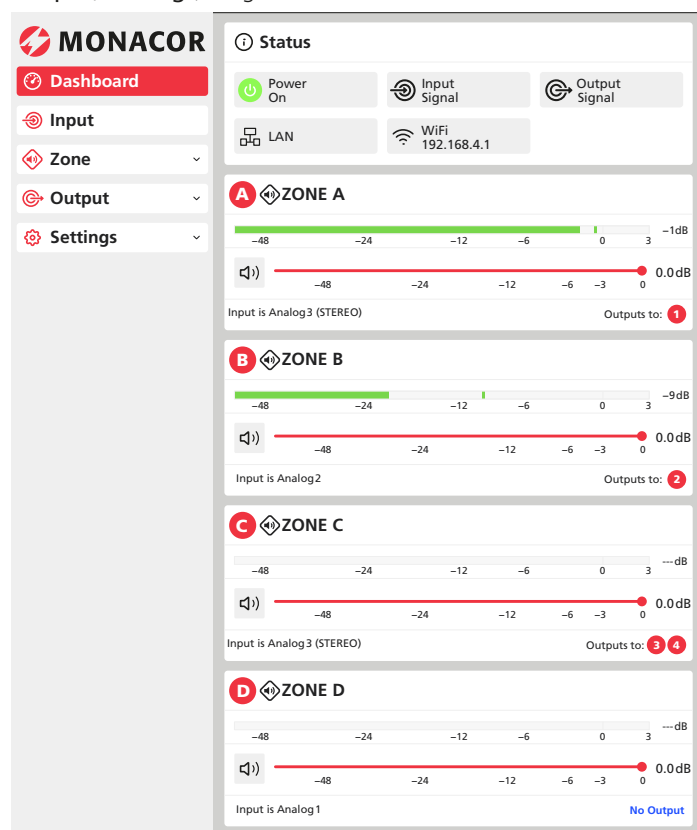 MONACOR
Dashboard
Input
Zone
Output
Settings
Status
Power
On
Input
Signal
Output
Signal
LAN
WiFi
192.168.4.1
A ZONE A
−1dB
−48 −24 −12 −6 0 3
0.0dB
−48 −24 −12 −6 −3 0
Input is Analog3 (STEREO) Outputs to: 1
B ZONE B
−9dB
−48 −24 −12 −6 0 3
0.0dB
−48 −24 −12 −6 −3 0
Input is Analog2 Outputs to: 2
C ZONE C
---dB
−48 −24 −12 −6 0 3
0.0dB
−48 −24 −12 −6 −3 0
Input is Analog3 (STEREO) Outputs to: 3 4
D ZONE D
---dB
−48 −24 −12 −6 0 3
0.0dB
−48 −24 −12 −6 −3 0
Input is Analog1 No Output